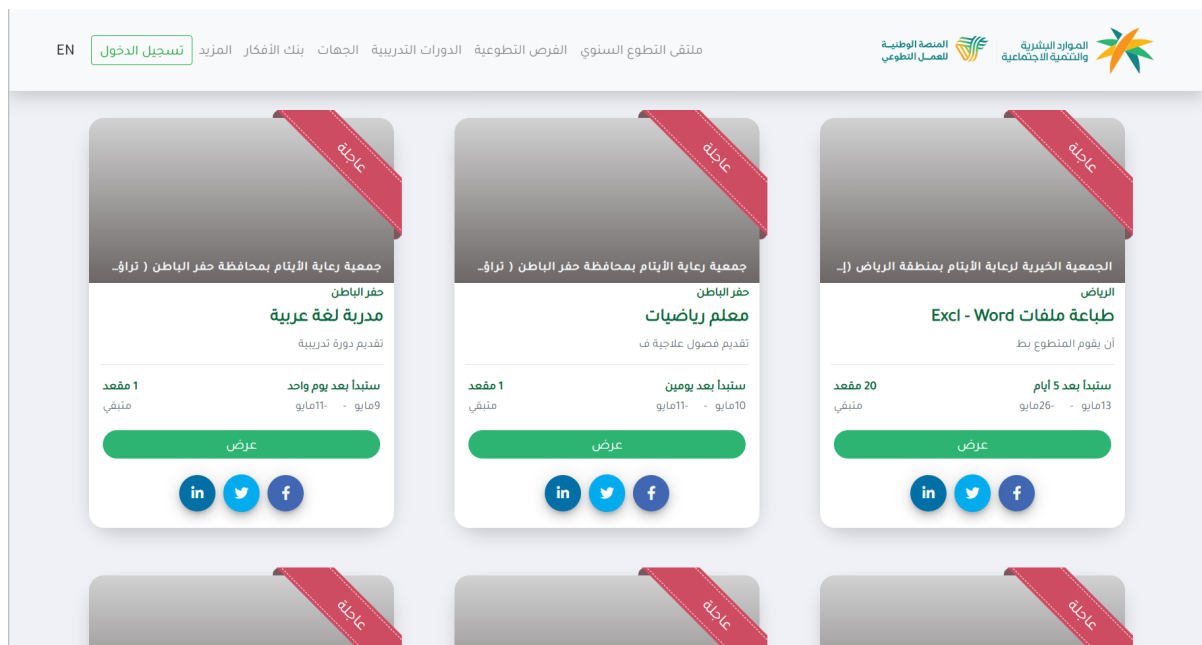 الموارد البشرية
والتنمية الاجتماعية
المنصة الوطنيــة
للعمــل التطوعي
ملتقى التطوع السنوي الفرص التطوعية الدورات التدريبية الجهات بنك الأفكار المزيد تسجيل الدخول EN
عاجلة
الجمعية الخيرية لرعاية الأيتام بمنطقة الرياض (إ...
الرياض
طباعة ملفات Excl - Word
أن يقوم المتطوع بط
ستبدأ بعد 5 أيام 20 مقعد
13مايو - -26مايو متبقي
عرض
عاجلة
جمعية رعاية الأيتام بمحافظة حفر الباطن ( تراؤ...
حفر الباطن
معلم رياضيات
تقديم فصول علاجية ف
ستبدأ بعد يومين 1 مقعد
10مايو - -11مايو متبقي
عرض
عاجلة
جمعية رعاية الأيتام بمحافظة حفر الباطن ( تراؤ...
حفر الباطن
مدربة لغة عربية
تقديم دورة تدريبية
ستبدأ بعد يوم واحد 1 مقعد
9مايو - -11مايو متبقي
عرض
عاجلة
عاجلة
عاجلة